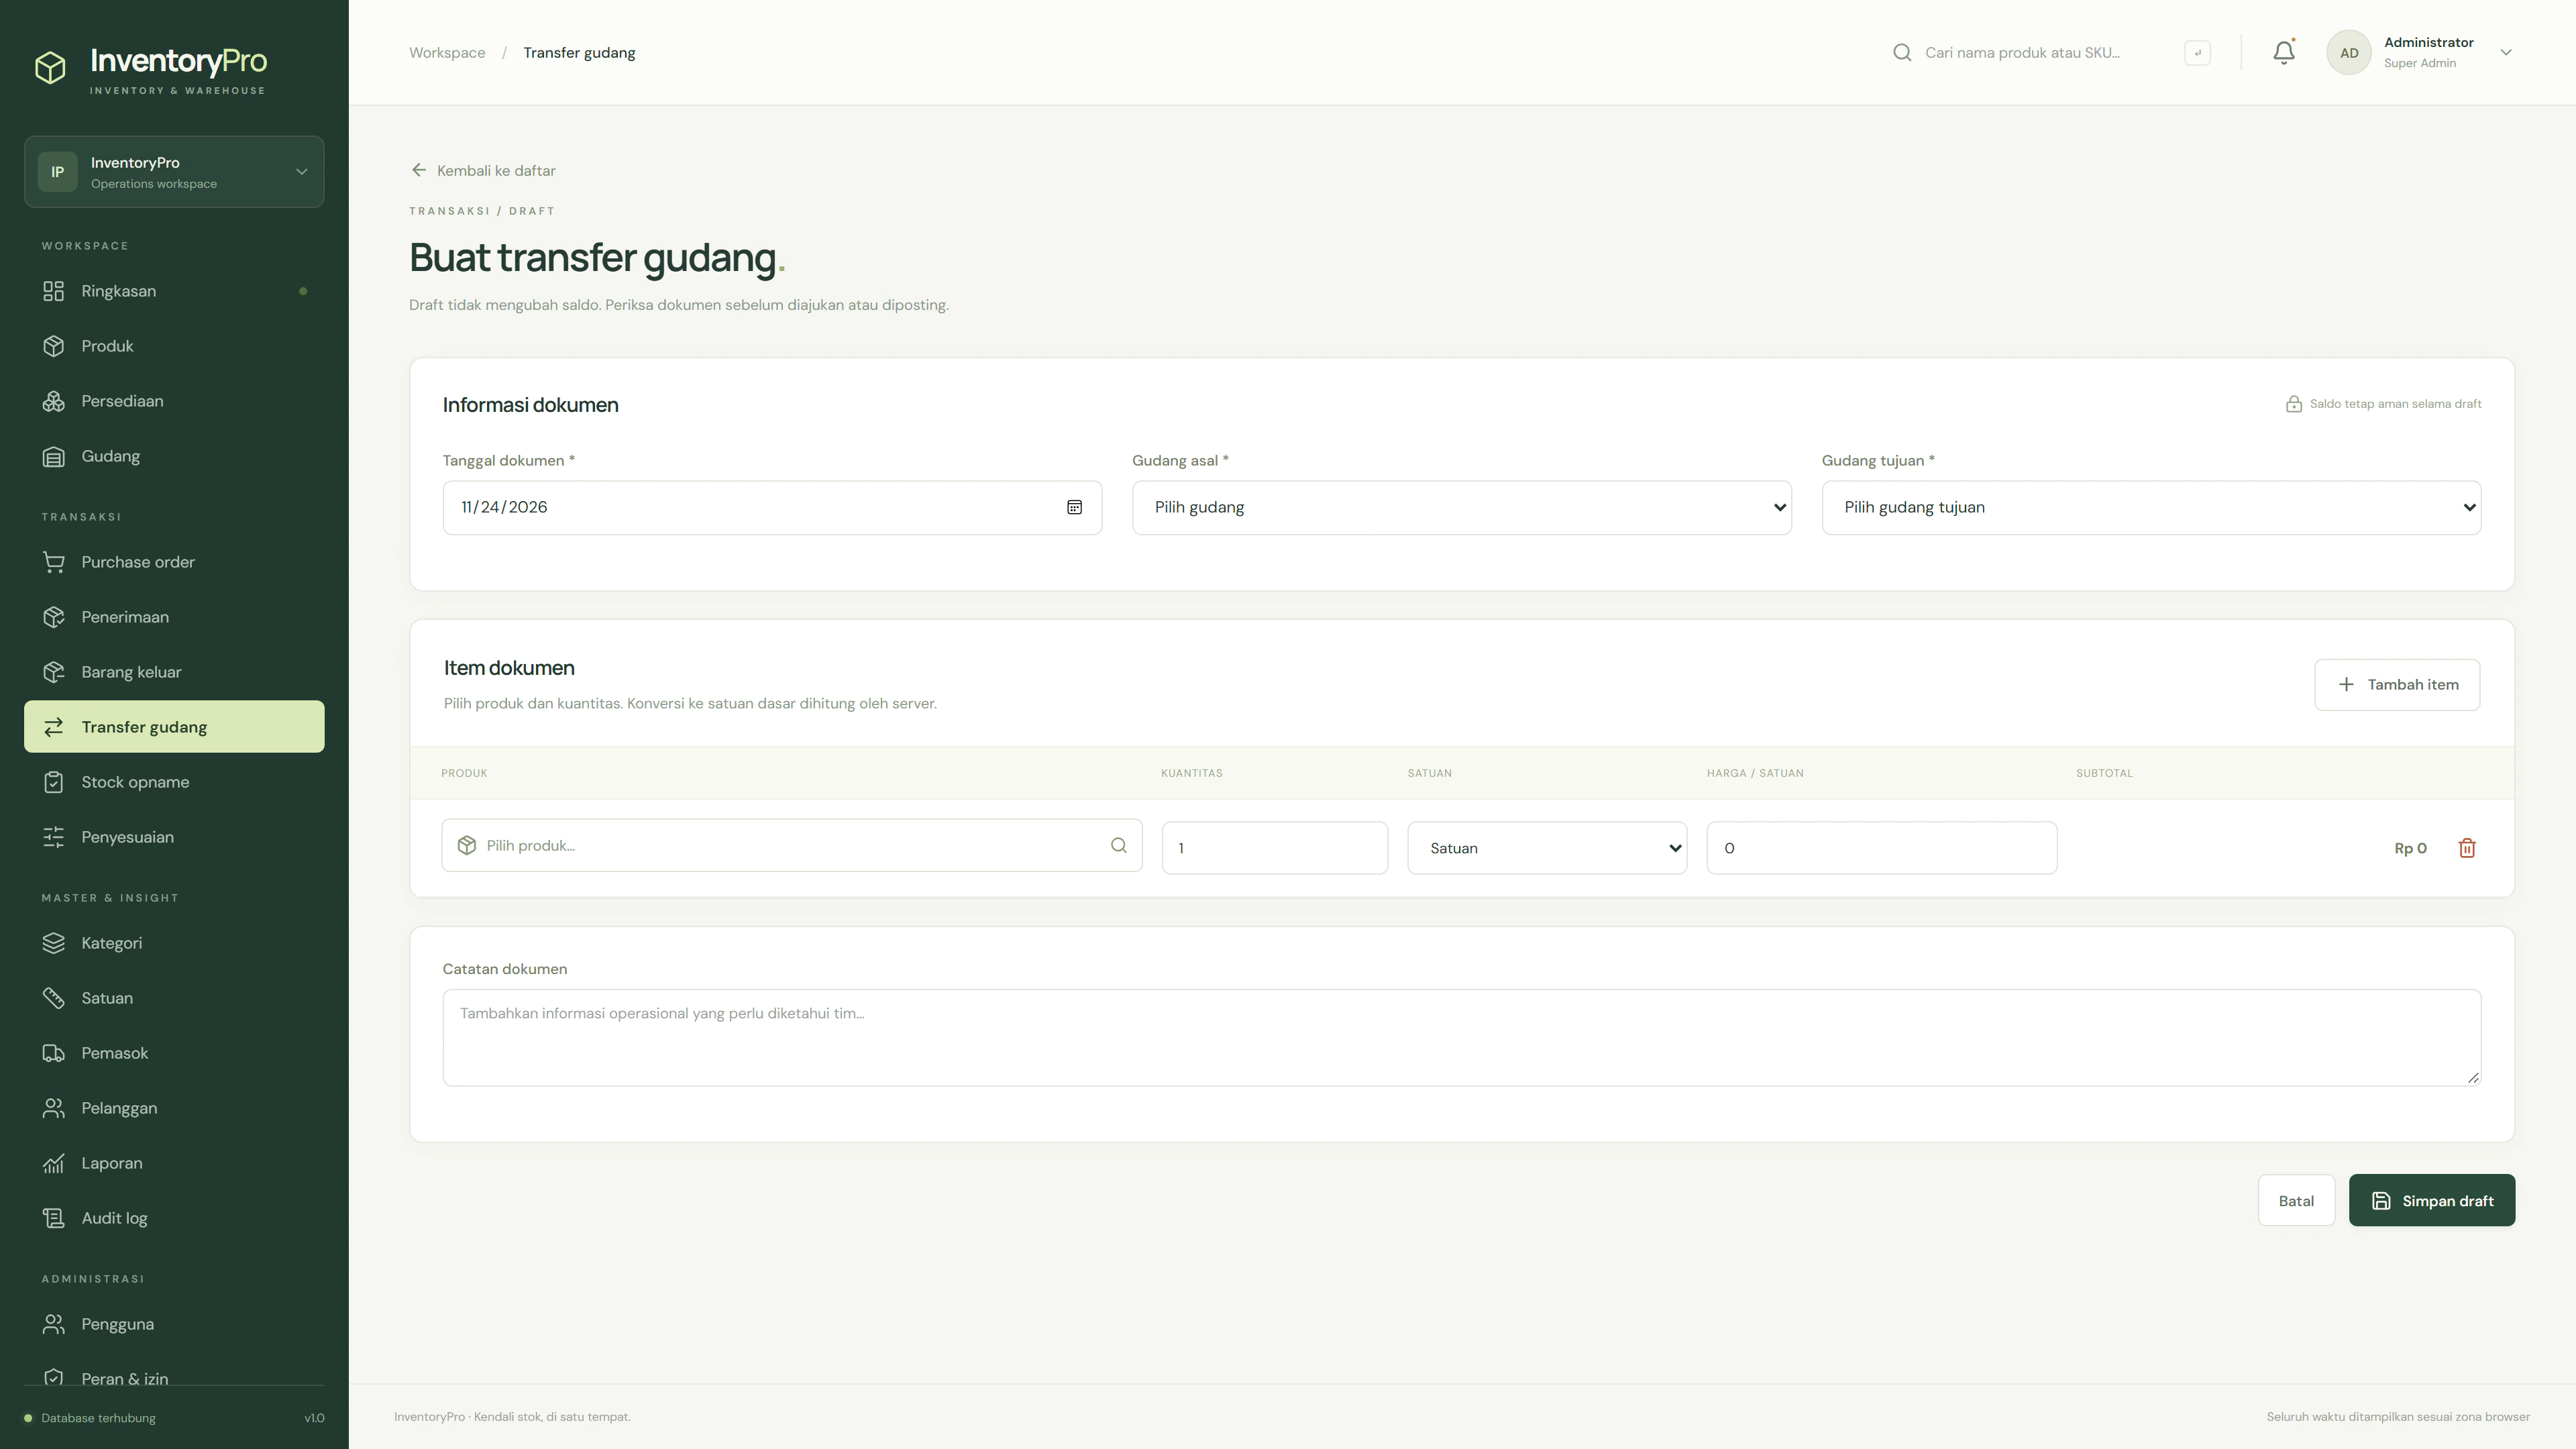 InventoryPro
INVENTORY & WAREHOUSE
IP
InventoryPro
Operations workspace
WORKSPACE
Ringkasan
Produk
Persediaan
Gudang
TRANSAKSI
Purchase order
Penerimaan
Barang keluar
Transfer gudang
Stock opname
Penyesuaian
MASTER & INSIGHT
Kategori
Satuan
Pemasok
Pelanggan
Laporan
Audit log
ADMINISTRASI
Pengguna
Peran & izin
Database terhubung v1.0
Workspace / Transfer gudang
Cari nama produk atau SKU...
AD
Administrator
Super Admin
Kembali ke daftar
TRANSAKSI / DRAFT
Buat transfer gudang.
Draft tidak mengubah saldo. Periksa dokumen sebelum diajukan atau diposting.
Informasi dokumen
Saldo tetap aman selama draft
Tanggal dokumen * Gudang asal * Gudang tujuan *
11/24/2026 Pilih gudang Pilih gudang tujuan
Item dokumen
Pilih produk dan kuantitas. Konversi ke satuan dasar dihitung oleh server.
Tambah item
PRODUK KUANTITAS SATUAN HARGA / SATUAN SUBTOTAL
Pilih produk... 1 Satuan 0 Rp 0
Catatan dokumen
Tambahkan informasi operasional yang perlu diketahui tim...
Batal Simpan draft
InventoryPro · Kendali stok, di satu tempat.
Seluruh waktu ditampilkan sesuai zona browser